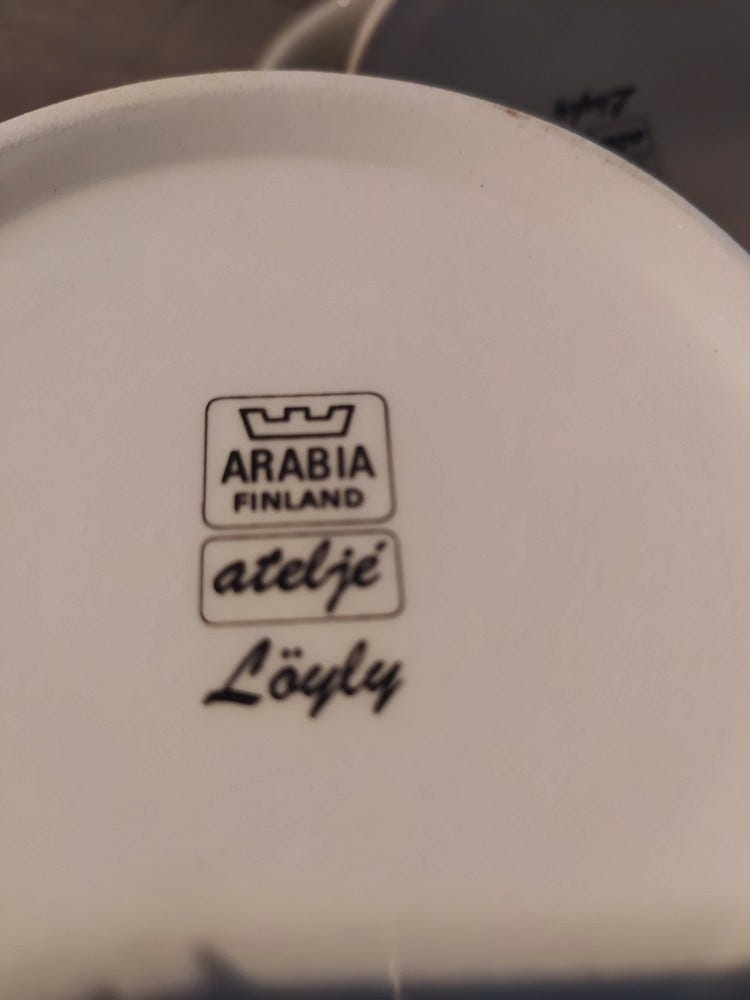 ARABIA
FINLAND
ateljé
Löyly